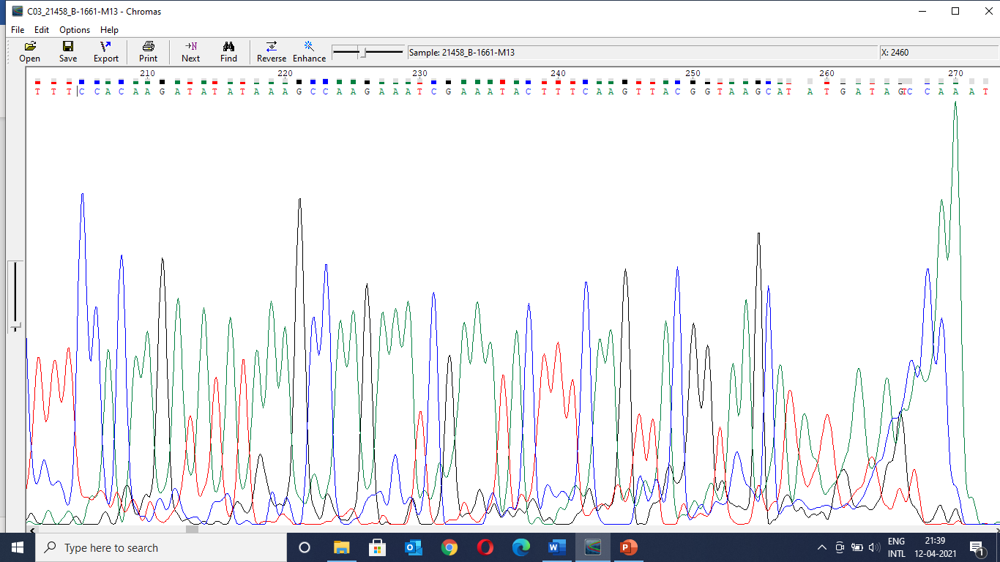 C03_21458_B-1661-M13 - Chromas
File Edit Options Help
Open Save Export Print Next Find Reverse Enhance Sample: 21458_B-1661-M13 X: 2460
210 220 230 240 250 260 270
T T T C C A C A A G A T A T A T A A A G C C A A G A A A T C G A A A T A C T T T C A A G T T A C G G T A A G C A T A T G A T A GTC C A A A T
Type here to search
ENG 21:39
INTL 12-04-2021
1